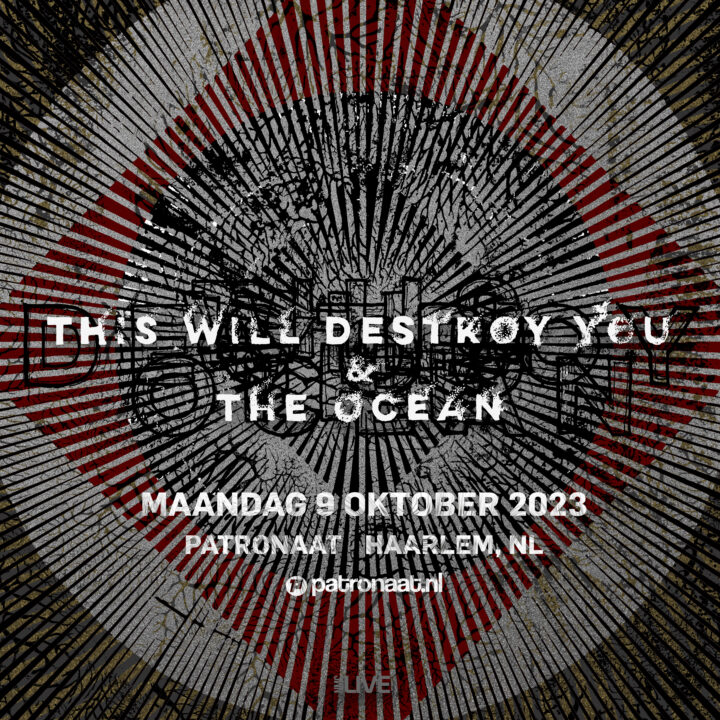 THIS WILL DESTROY YOU
&
THE OCEAN
MAANDAG 9 OKTOBER 2023
PATRONAAT | HAARLEM, NL
patronaat.nl
LIVE